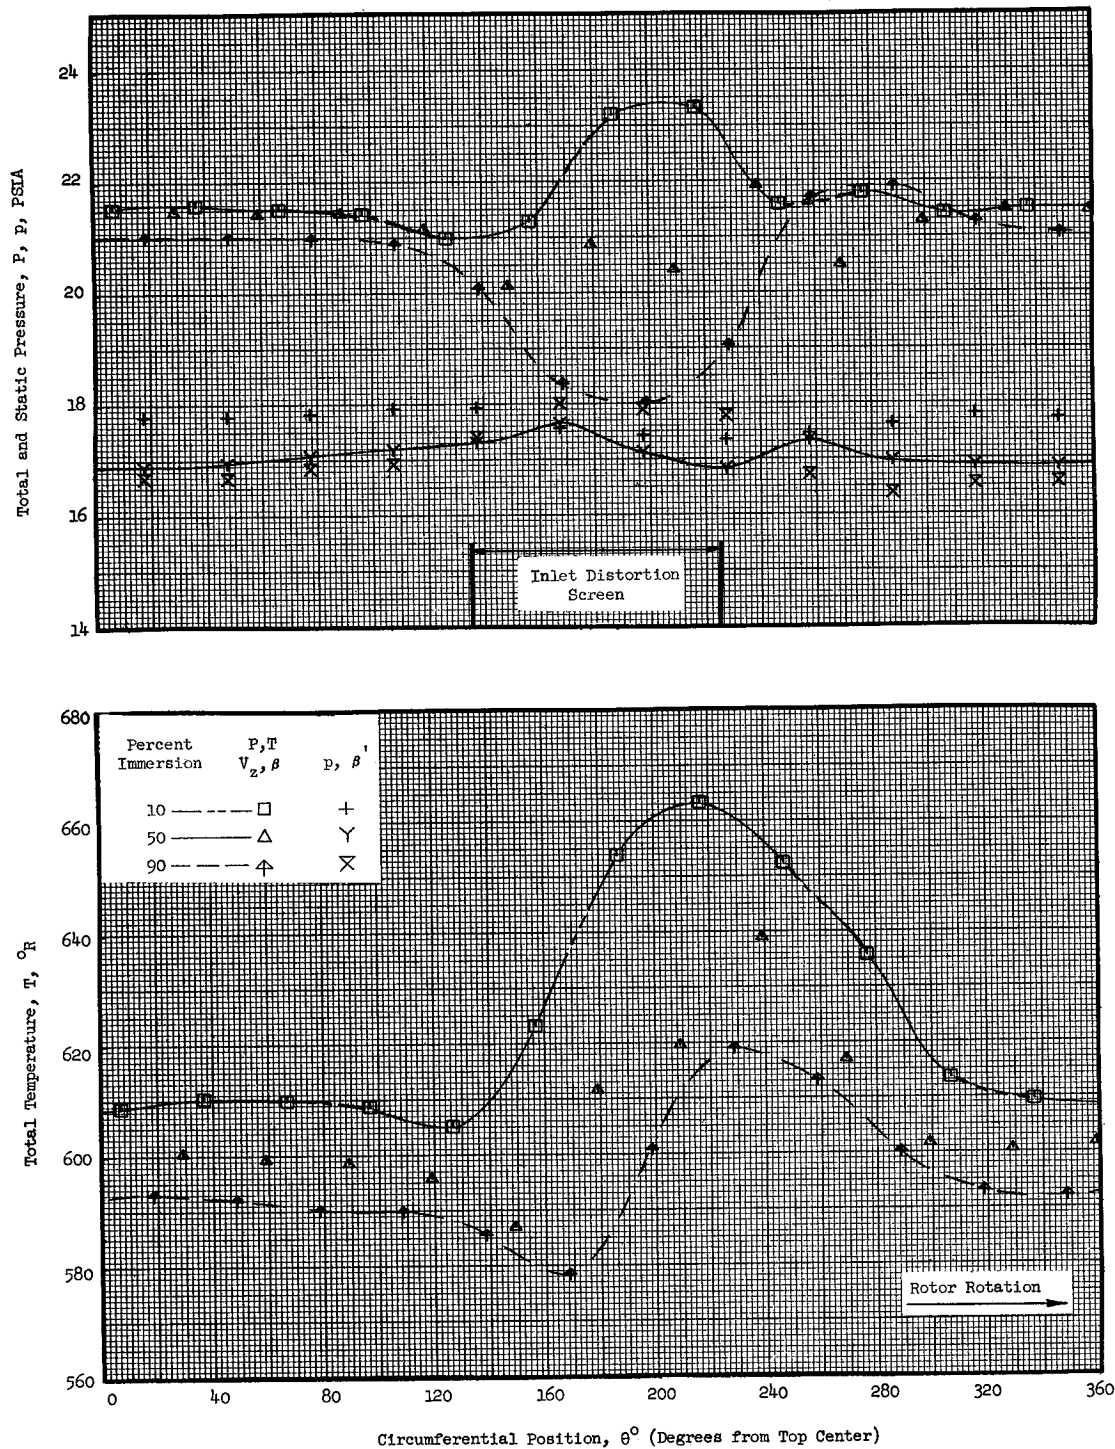 24
22
20
18
16
14
Total and Static Pressure, P, p, PSIA
Inlet Distortion
Screen
680
660
640
620
600
580
560
Total Temperature, T, °R
Percent
Immersion
P,T
V_z, β
p, β'
10
50
90
Rotor Rotation
0 40 80 120 160 200 240 280 320 360
Circumferential Position, θ° (Degrees from Top Center)